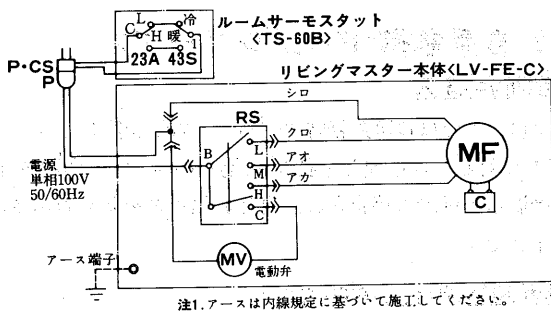 ルームサーモスタット
<TS-60B>
L
冷
C
H
暖
1
23A
43S
P・CS
P
リビングマスター本体<LV-FE-C>
シロ
RS
クロ
B
L
アオ
MF
M
アカ
H
C
C
電源
単相100V
50/60Hz
MV
電動弁
アース端子
注1. アースは内線規定に基づいて施工してください。